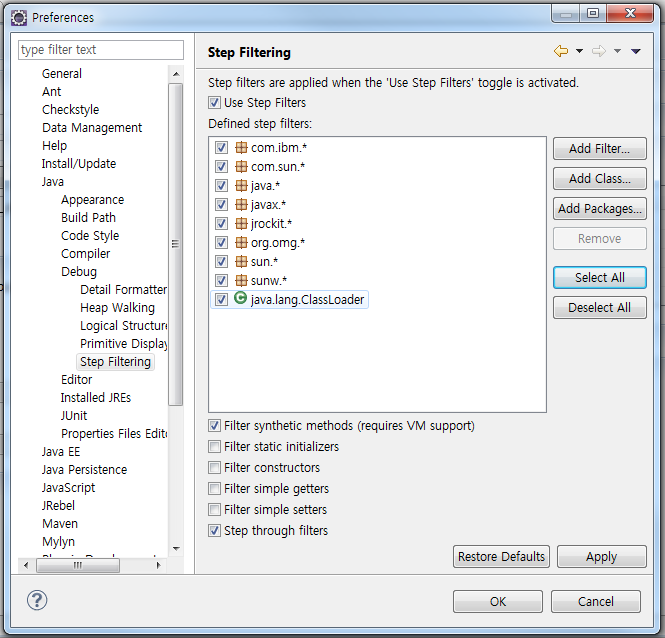 Preferences
type filter text
General
Ant
Checkstyle
Data Management
Help
Install/Update
Java
Appearance
Build Path
Code Style
Compiler
Debug
Detail Formatter
Heap Walking
Logical Structure
Primitive Display
Step Filtering
Editor
Installed JREs
JUnit
Properties Files Edit
Java EE
Java Persistence
JavaScript
JRebel
Maven
Mylyn
Step Filtering
Step filters are applied when the 'Use Step Filters' toggle is activated.
Use Step Filters
Defined step filters:
com.ibm.*
com.sun.*
java.*
javax.*
jrockit.*
org.omg.*
sun.*
sunw.*
java.lang.ClassLoader
Add Filter...
Add Class...
Add Packages...
Remove
Select All
Deselect All
Filter synthetic methods (requires VM support)
Filter static initializers
Filter constructors
Filter simple getters
Filter simple setters
Step through filters
Restore Defaults
Apply
OK
Cancel